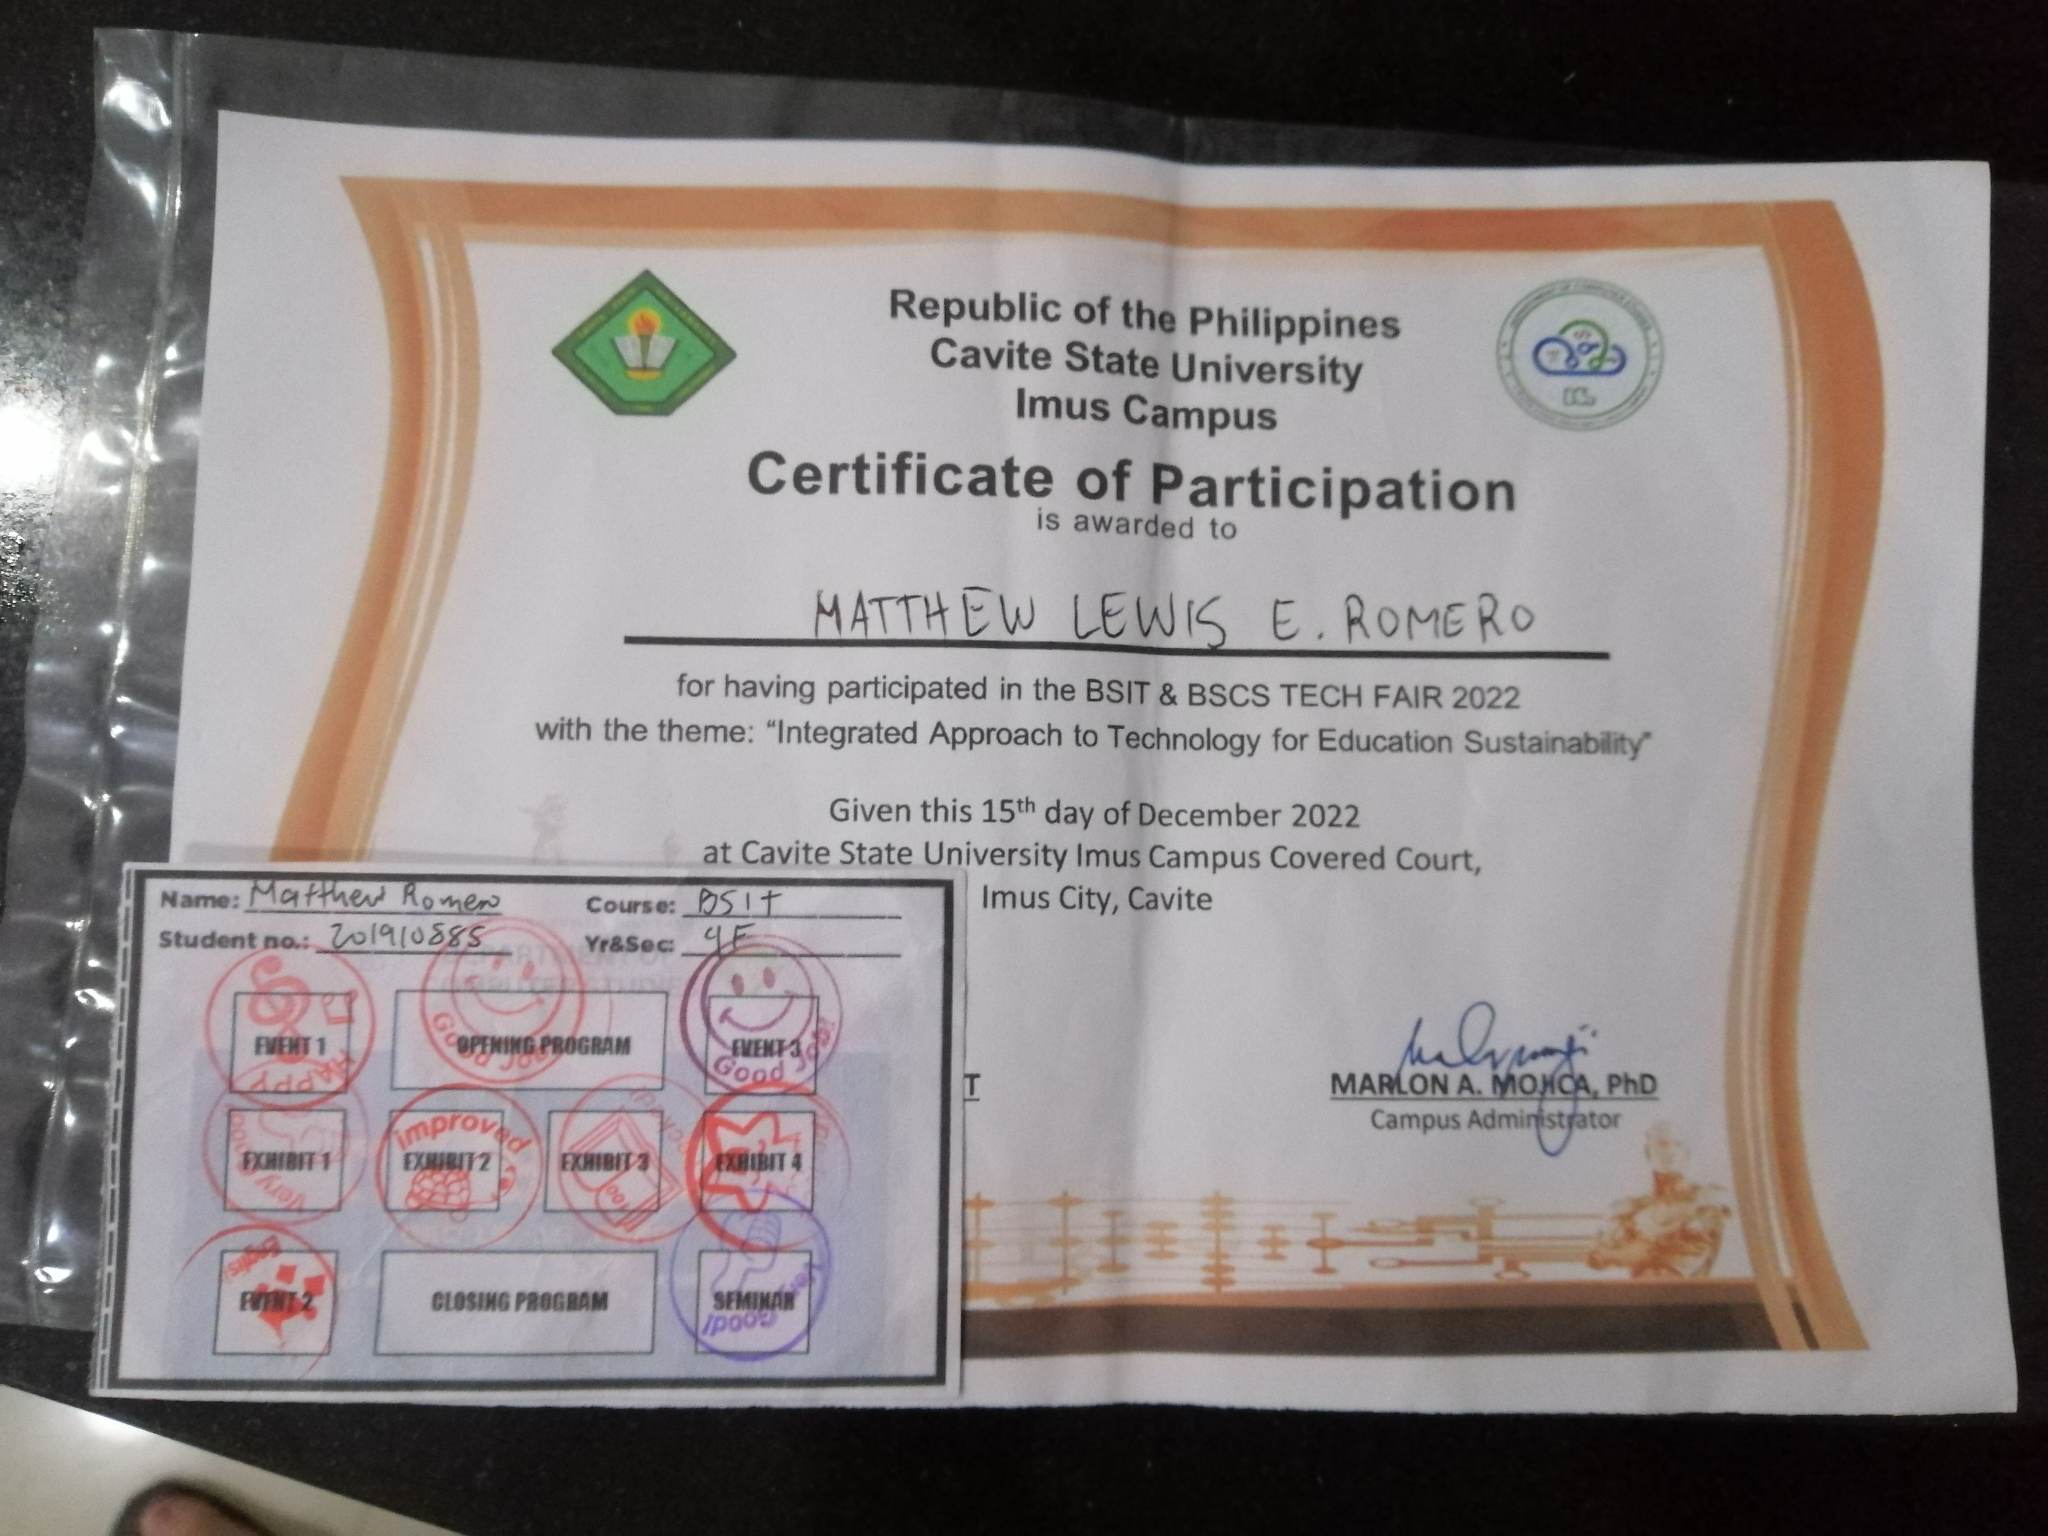 Republic of the Philippines
Cavite State University
Imus Campus
Certificate of Participation
is awarded to
MATTHEW LEWIS E. ROMERO
for having participated in the BSIT & BSCS TECH FAIR 2022
with the theme: “Integrated Approach to Technology for Education Sustainability”
Given this 15th day of December 2022
at Cavite State University Imus Campus Covered Court,
Imus City, Cavite
T
MARLON A. MOJICA, PhD
Campus Administrator
Name: Matthew Romero Course: BSIT
Student no.: 201910885 Yr&Sec: 4F
EVENT 1 OPENING PROGRAM EVENT 3
HAPPY Good Job Good Job
EXHIBIT 1 EXHIBIT 2 EXHIBIT 3 EXHIBIT 4
Very Good improved
EVENT 2 CLOSING PROGRAM SEMINAR
Very Good!